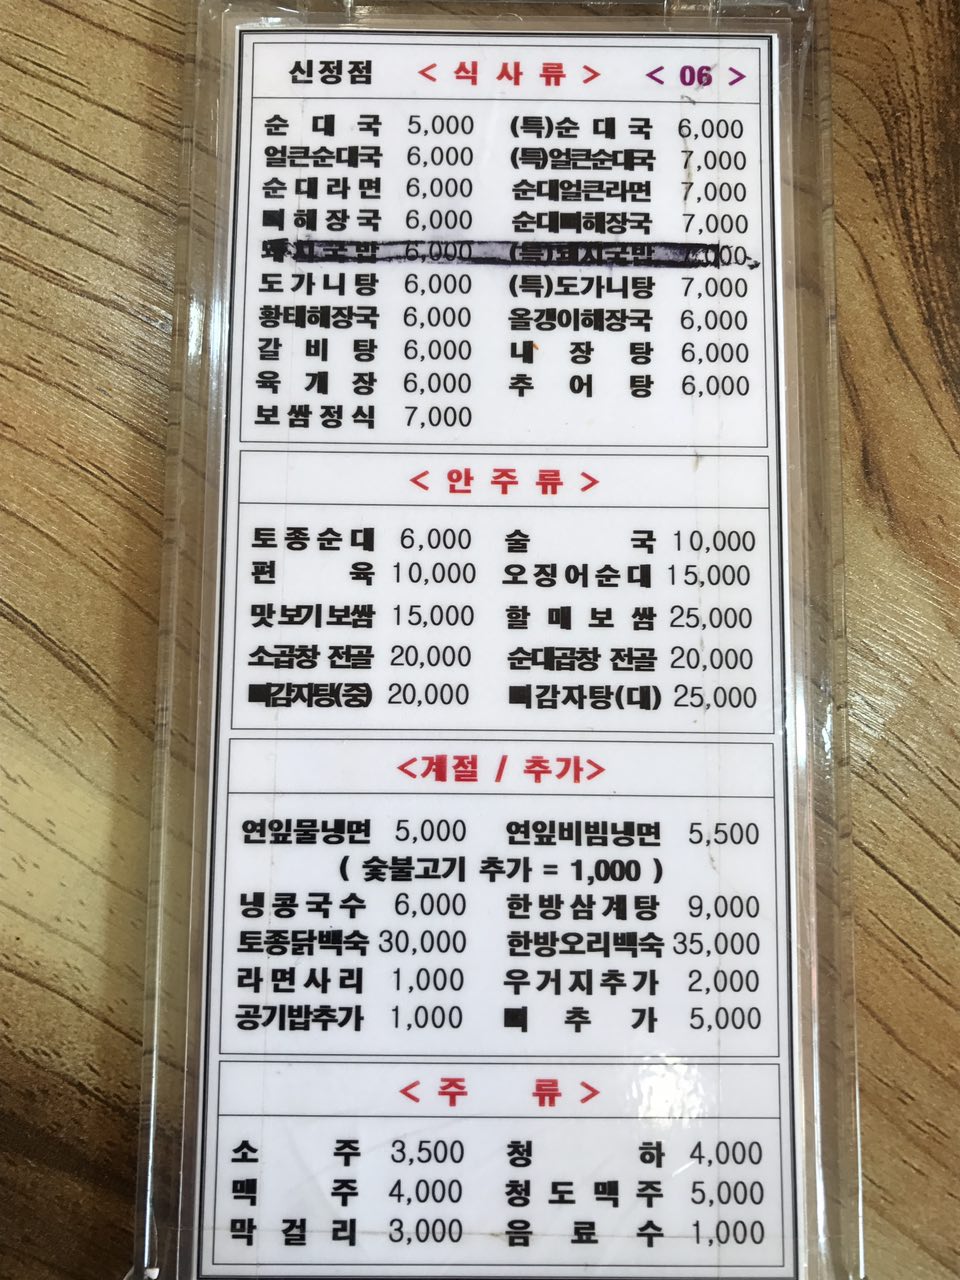 신정점 < 식사류 > < 06 >
순대국 5,000 (특)순대국 6,000
얼큰순대국 6,000 (특)얼큰순대국 7,000
순대라면 6,000 순대얼큰라면 7,000
뼈해장국 6,000 순대뼈해장국 7,000
돼지국밥 6,000 (특)돼지국밥 7,000
도가니탕 6,000 (특)도가니탕 7,000
황태해장국 6,000 올갱이해장국 6,000
갈비탕 6,000 내장탕 6,000
육개장 6,000 추어탕 6,000
보쌈정식 7,000
< 안주류 >
토종순대 6,000 술국 10,000
편육 10,000 오징어순대 15,000
맛보기보쌈 15,000 할매보쌈 25,000
소곱창 전골 20,000 순대곱창 전골 20,000
뼈감자탕(중) 20,000 뼈감자탕(대) 25,000
<계절 / 추가>
연잎물냉면 5,000 연잎비빔냉면 5,500
( 숯불고기 추가 = 1,000 )
냉콩국수 6,000 한방삼계탕 9,000
토종닭백숙 30,000 한방오리백숙 35,000
라면사리 1,000 우거지추가 2,000
공기밥추가 1,000 뼈추가 5,000
< 주류 >
소주 3,500 청하 4,000
맥주 4,000 청도맥주 5,000
막걸리 3,000 음료수 1,000